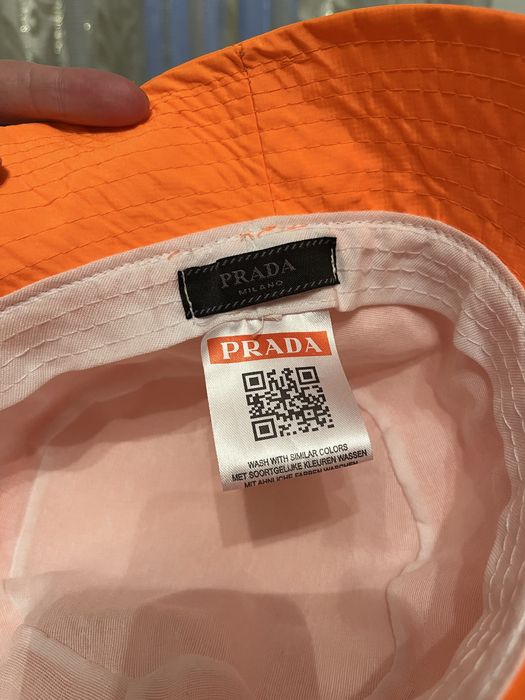 PRADA
MILANO
PRADA
WASH WITH SIMILAR COLORS
MET SOORTGELIJKE KLEUREN WASSEN
MIT ÄHNLICHE FARBEN WASCHEN